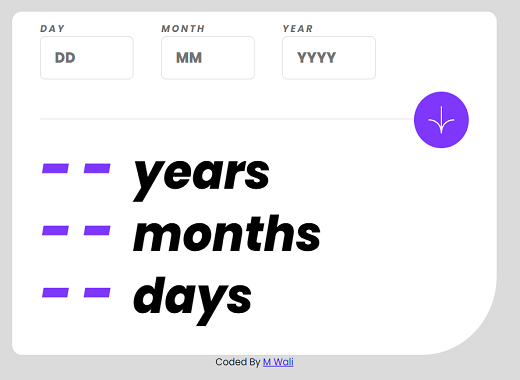 DAY MONTH YEAR
DD MM YYYY
-- years
-- months
-- days
Coded By M Wali